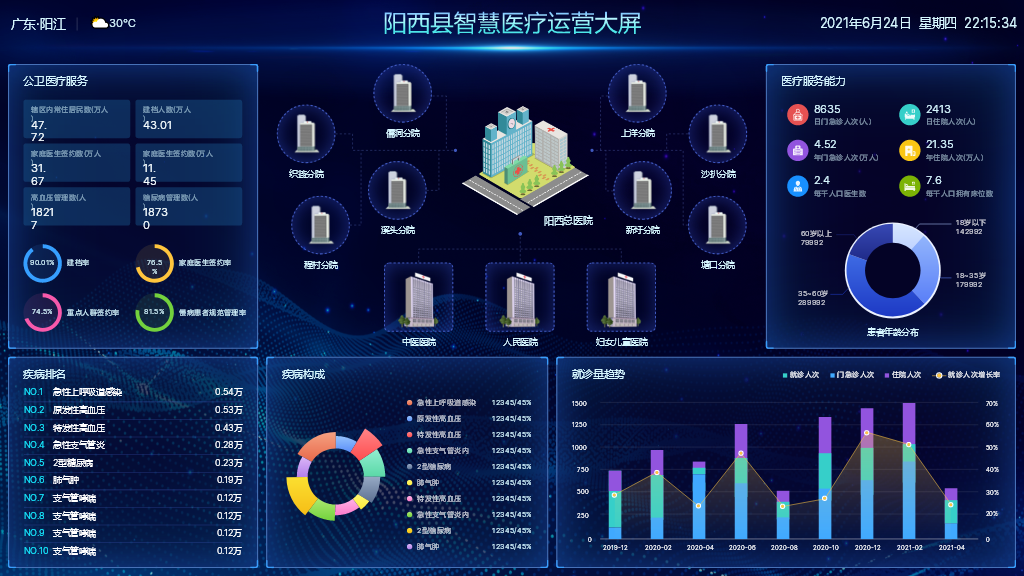 广东·阳江
30°C
阳西县智慧医疗运营大屏
2021年6月24日 星期四 22:15:34
公卫医疗服务
辖区内常住居民数(万人)
47.72
建档人数(万人)
43.01
家庭医生签约数(万人)
31.67
家庭医生签约数(万人)
11.45
高血压管理数(人)
18217
糖尿病管理数(人)
18730
90.01%
建档率
76.5%
家庭医生签约率
74.5%
重点人群签约率
81.5%
慢病患者规范管理率
儒洞分院
上洋分院
织篢分院
沙扒分院
溪头分院
新圩分院
程村分院
塘口分院
阳西总医院
中医医院
人民医院
妇女儿童医院
医疗服务能力
8635
日门急诊人次(人)
2413
日住院人次(人)
4.52
年门急诊人次(万人)
21.35
年住院人次(万人)
2.4
每千人口医生数
7.6
每千人口拥有床位数
60岁以上
79992
18岁以下
142992
35~60岁
289992
18~35岁
179992
患者年龄分布
疾病排名
NO.1 急性上呼吸道感染 0.54万
NO.2 原发性高血压 0.53万
NO.3 特发性高血压 0.43万
NO.4 急性支气管炎 0.28万
NO.5 2型糖尿病 0.23万
NO.6 肺气肿 0.19万
NO.7 支气管哮喘 0.12万
NO.8 支气管哮喘 0.12万
NO.9 支气管哮喘 0.12万
NO.10 支气管哮喘 0.12万
疾病构成
急性上呼吸道感染 12345/45%
原发性高血压 12345/45%
特发性高血压 12345/45%
急性支气管炎内 12345/45%
2型糖尿病 12345/45%
肺气肿 12345/45%
特发性高血压 12345/45%
急性支气管炎内 12345/45%
2型糖尿病 12345/45%
肺气肿 12345/45%
就诊量趋势
就诊人次 门急诊人次 住院人次 就诊人次增长率
1500 70%
1250 60%
1000 50%
750 40%
500 30%
250 20%
0 0
2019-12 2020-02 2020-04 2020-06 2020-08 2020-10 2020-12 2021-02 2021-04